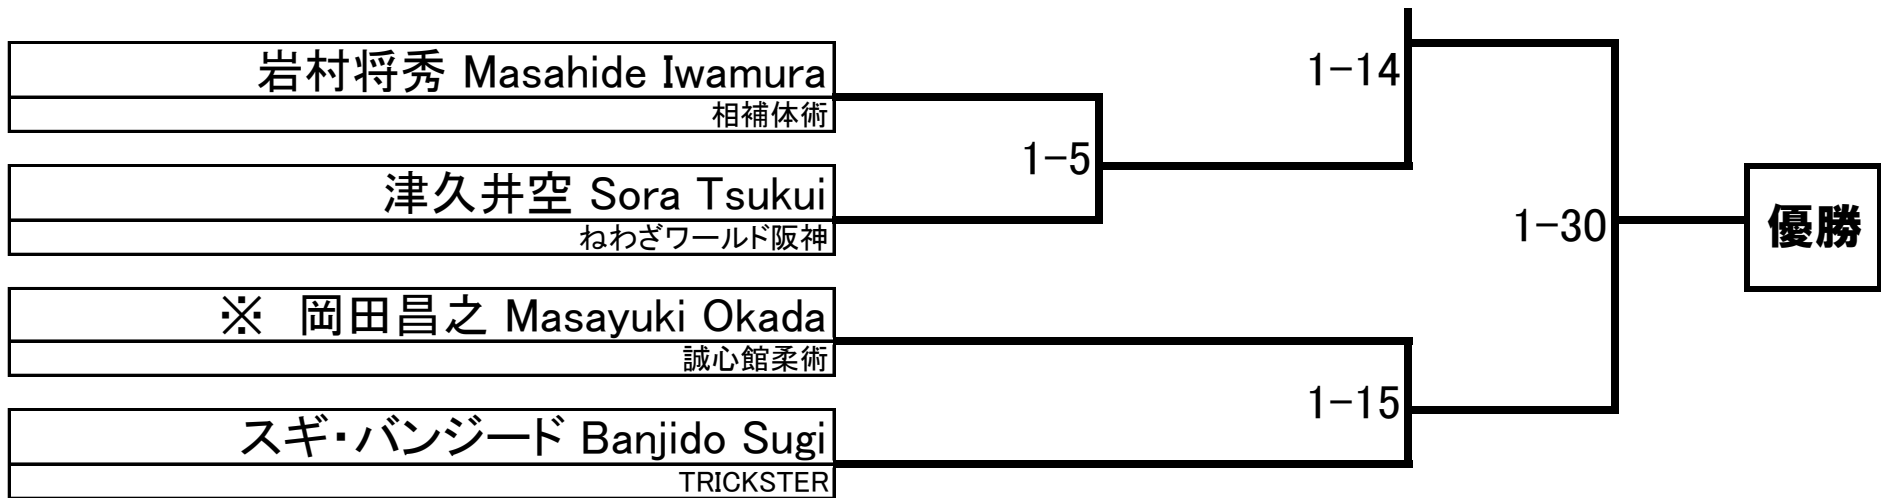 岩村将秀 Masahide Iwamura
相補体術
津久井空 Sora Tsukui
ねわざワールド阪神
※　岡田昌之 Masayuki Okada
誠心館柔術
スギ・バンジード Banjido Sugi
TRICKSTER
1-5
1-14
1-15
1-30
優勝